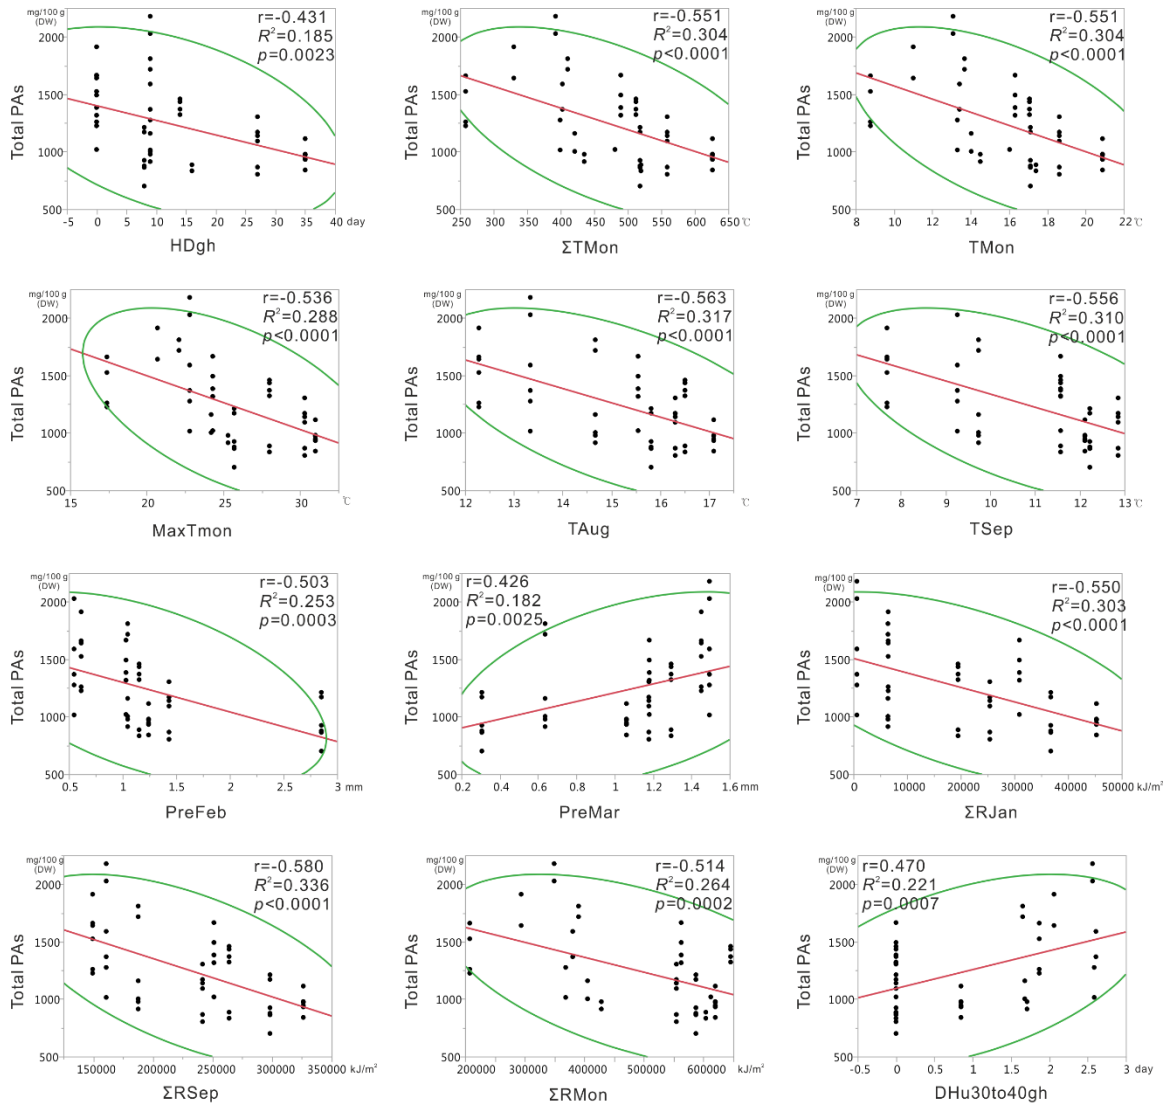 mg/100 g
(DW)
r=-0.431
R²=0.185
p=0.0023
2000
1500
1000
500
Total PAs
-5 0 5 10 15 20 25 30 35 40 day
HDgh
mg/100 g
(DW)
r=-0.551
R²=0.304
p<0.0001
2000
1500
1000
500
Total PAs
250 300 350 400 450 500 550 600 650 ℃
ΣTMon
mg/100 g
(DW)
r=-0.551
R²=0.304
p<0.0001
2000
1500
1000
500
Total PAs
8 10 12 14 16 18 20 22 ℃
TMon
mg/100 g
(DW)
r=-0.536
R²=0.288
p<0.0001
2000
1500
1000
500
Total PAs
15 20 25 30 ℃
MaxTmon
mg/100 g
(DW)
r=-0.563
R²=0.317
p<0.0001
2000
1500
1000
500
Total PAs
12 13 14 15 16 17 ℃
TAug
mg/100 g
(DW)
r=-0.556
R²=0.310
p<0.0001
2000
1500
1000
500
Total PAs
7 8 9 10 11 12 13 ℃
TSep
mg/100 g
(DW)
r=-0.503
R²=0.253
p=0.0003
2000
1500
1000
500
Total PAs
0.5 1 1.5 2 2.5 3 mm
PreFeb
mg/100 g
(DW)
r=0.426
R²=0.182
p=0.0025
2000
1500
1000
500
Total PAs
0.2 0.4 0.6 0.8 1 1.2 1.4 1.6 mm
PreMar
mg/100 g
(DW)
r=-0.550
R²=0.303
p<0.0001
2000
1500
1000
500
Total PAs
0 10000 20000 30000 40000 50000 kJ/m²
ΣRJan
mg/100 g
(DW)
r=-0.580
R²=0.336
p<0.0001
2000
1500
1000
500
Total PAs
150000 200000 250000 300000 350000 kJ/m²
ΣRSep
mg/100 g
(DW)
r=-0.514
R²=0.264
p=0.0002
2000
1500
1000
500
Total PAs
200000 300000 400000 500000 600000 kJ/m²
ΣRMon
mg/100 g
(DW)
r=0.470
R²=0.221
p=0.0007
2000
1500
1000
500
Total PAs
-0.5 0 0.5 1 1.5 2 2.5 3 day
DHu30to40gh